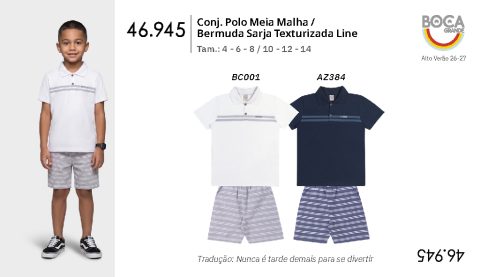 46.945
Conj. Polo Meia Malha /
Bermuda Sarja Texturizada Line
Tam.: 4 - 6 - 8 / 10 - 12 - 14
BOCA
GRANDE
Alto Verão 26-27
BC001
AZ384
Tradução: Nunca é tarde demais para se divertir
46.945